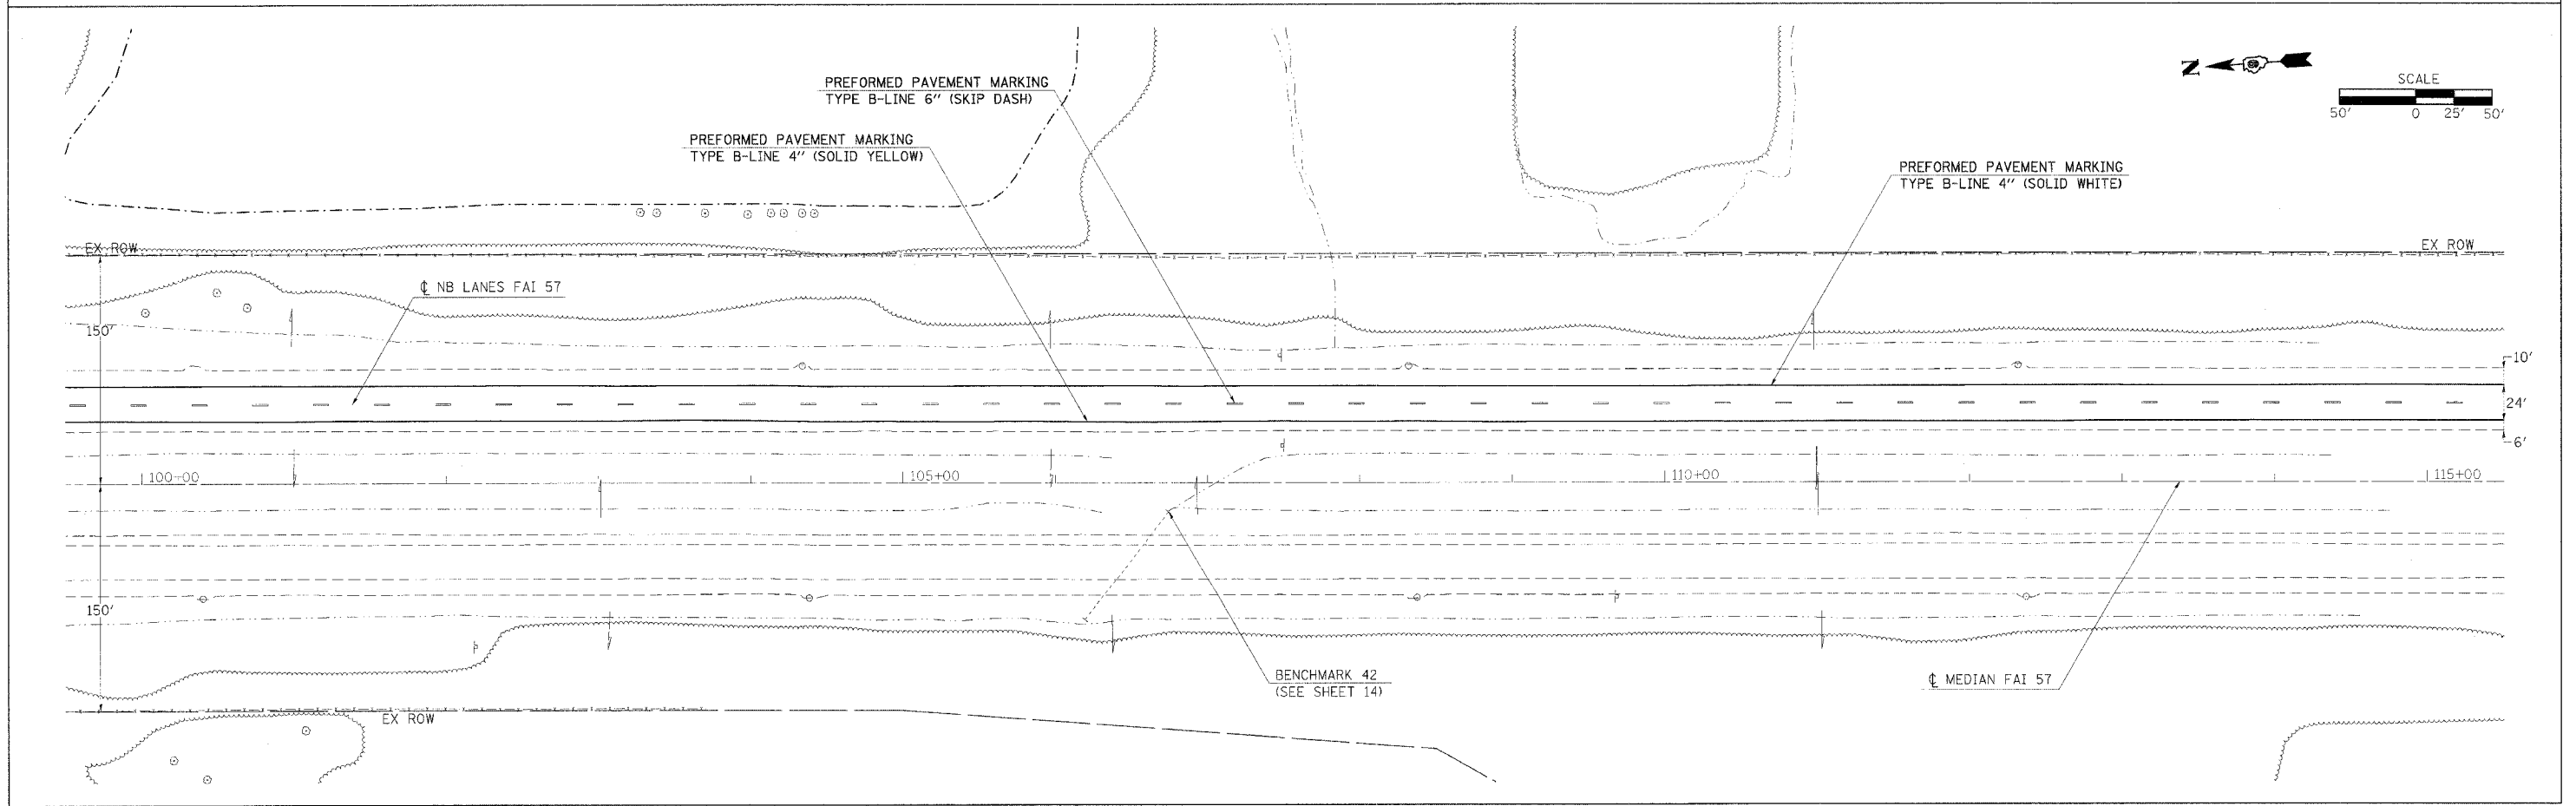 PREFORMED PAVEMENT MARKING
TYPE B-LINE 6" (SKIP DASH)
N
SCALE
50' 0 25' 50'
PREFORMED PAVEMENT MARKING
TYPE B-LINE 4" (SOLID YELLOW)
PREFORMED PAVEMENT MARKING
TYPE B-LINE 4" (SOLID WHITE)
EX ROW
EX ROW
℄ NB LANES FAI 57
150'
10'
24'
6'
100+00
105+00
110+00
115+00
150'
BENCHMARK 42
(SEE SHEET 14)
℄ MEDIAN FAI 57
EX ROW